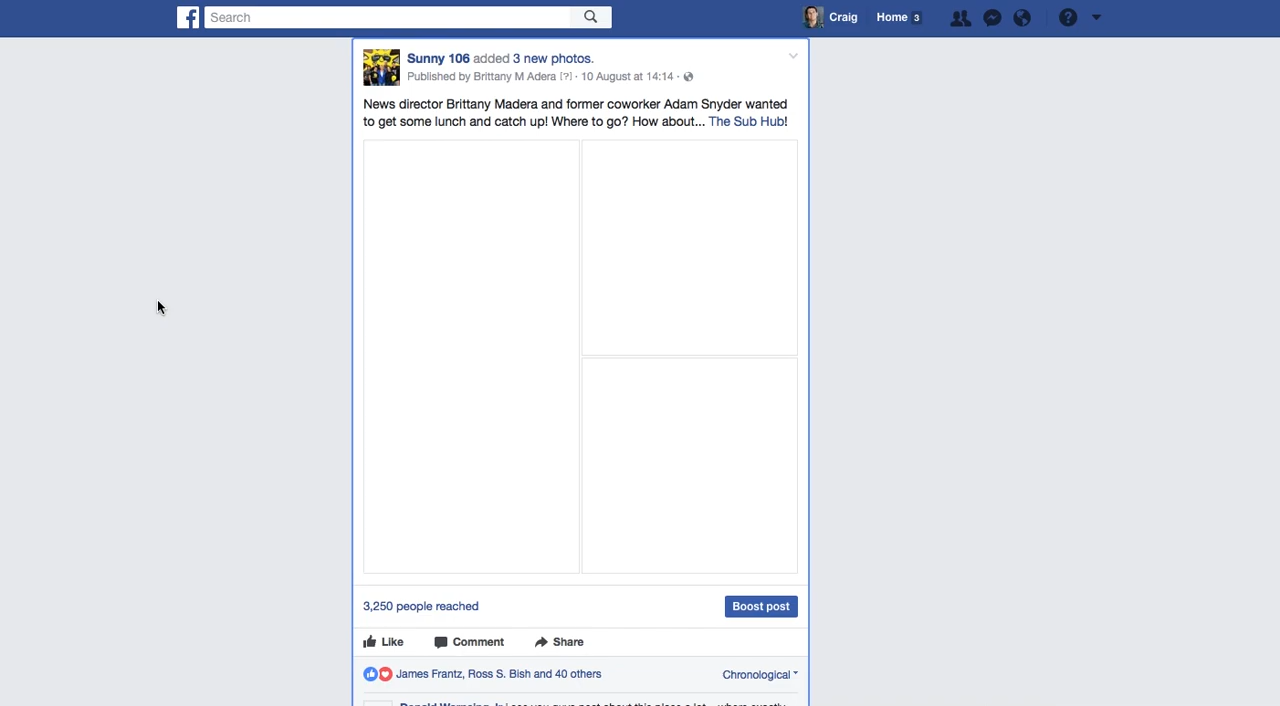 Search
Craig
Home 3
Sunny 106 added 3 new photos.
Published by Brittany M Adera [?] · 10 August at 14:14 ·
News director Brittany Madera and former coworker Adam Snyder wanted
to get some lunch and catch up! Where to go? How about... The Sub Hub!
3,250 people reached
Boost post
Like Comment Share
James Frantz, Ross S. Bish and 40 others
Chronological